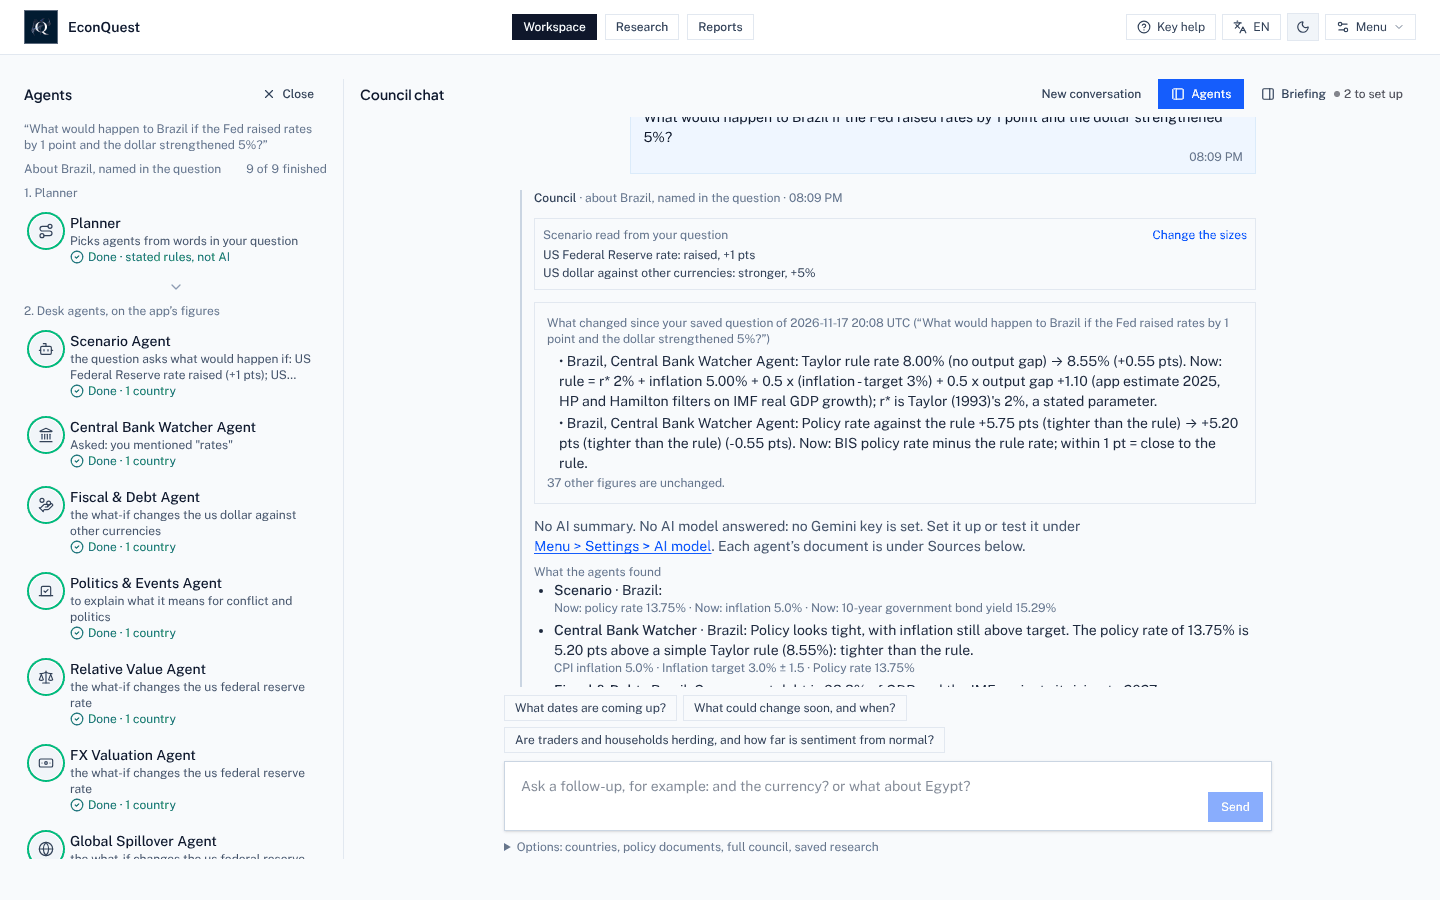 EconQuest
Workspace
Research
Reports
Key help
EN
Menu
Agents
Close
“What would happen to Brazil if the Fed raised rates
by 1 point and the dollar strengthened 5%?”
About Brazil, named in the question
9 of 9 finished
1. Planner
Planner
Picks agents from words in your question
Done · stated rules, not AI
2. Desk agents, on the app’s figures
Scenario Agent
the question asks what would happen if: US
Federal Reserve rate raised (+1 pts); US...
Done · 1 country
Central Bank Watcher Agent
Asked: you mentioned "rates"
Done · 1 country
Fiscal & Debt Agent
the what-if changes the us dollar against
other currencies
Done · 1 country
Politics & Events Agent
to explain what it means for conflict and
politics
Done · 1 country
Relative Value Agent
the what-if changes the us federal reserve
rate
Done · 1 country
FX Valuation Agent
the what-if changes the us federal reserve
rate
Done · 1 country
Global Spillover Agent
the what-if changes the us federal reserve
Council chat
New conversation
Agents
Briefing
2 to set up
What would happen to Brazil if the Fed raised rates by 1 point and the dollar strengthened
5%?
08:09 PM
Council · about Brazil, named in the question · 08:09 PM
Scenario read from your question
Change the sizes
US Federal Reserve rate: raised, +1 pts
US dollar against other currencies: stronger, +5%
What changed since your saved question of 2026-11-17 20:08 UTC (“What would happen to Brazil if the Fed raised rates by 1
point and the dollar strengthened 5%?”)
• Brazil, Central Bank Watcher Agent: Taylor rule rate 8.00% (no output gap) → 8.55% (+0.55 pts). Now:
rule = r* 2% + inflation 5.00% + 0.5 x (inflation - target 3%) + 0.5 x output gap +1.10 (app estimate 2025,
HP and Hamilton filters on IMF real GDP growth); r* is Taylor (1993)'s 2%, a stated parameter.
• Brazil, Central Bank Watcher Agent: Policy rate against the rule +5.75 pts (tighter than the rule) → +5.20
pts (tighter than the rule) (-0.55 pts). Now: BIS policy rate minus the rule rate; within 1 pt = close to the
rule.
37 other figures are unchanged.
No AI summary. No AI model answered: no Gemini key is set. Set it up or test it under
Menu > Settings > AI model. Each agent’s document is under Sources below.
What the agents found
• Scenario · Brazil:
Now: policy rate 13.75% · Now: inflation 5.0% · Now: 10-year government bond yield 15.29%
• Central Bank Watcher · Brazil: Policy looks tight, with inflation still above target. The policy rate of 13.75% is
5.20 pts above a simple Taylor rule (8.55%): tighter than the rule.
CPI inflation 5.0% · Inflation target 3.0% ± 1.5 · Policy rate 13.75%
What dates are coming up?
What could change soon, and when?
Are traders and households herding, and how far is sentiment from normal?
Ask a follow-up, for example: and the currency? or what about Egypt?
Send
Options: countries, policy documents, full council, saved research